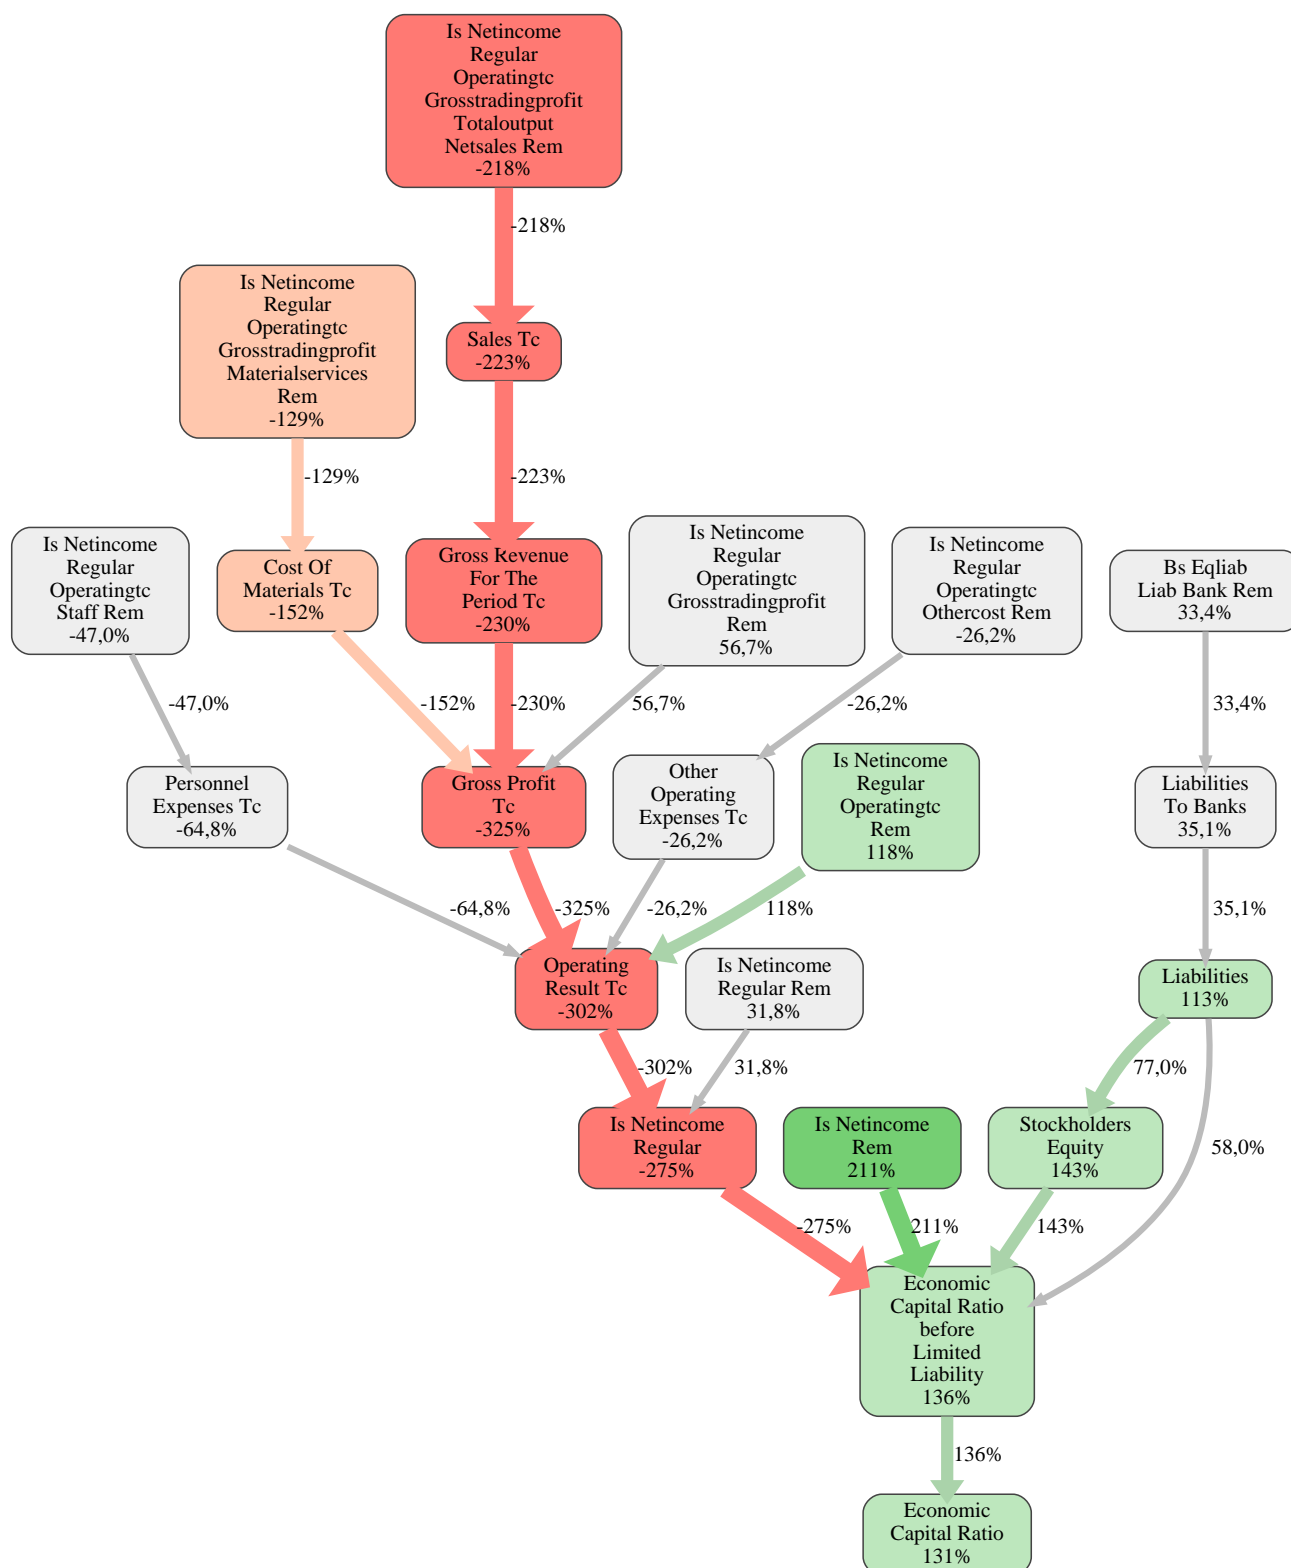 Is Netincome
Regular
Operatingtc
Grosstradingprofit
Totaloutput
Netsales Rem
-218%
-218%
Is Netincome
Regular
Operatingtc
Grosstradingprofit
Materialservices
Rem
-129%
Sales Tc
-223%
-129%
-223%
Is Netincome
Regular
Operatingtc
Staff Rem
-47,0%
Cost Of
Materials Tc
-152%
Gross Revenue
For The
Period Tc
-230%
Is Netincome
Regular
Operatingtc
Grosstradingprofit
Rem
56,7%
Is Netincome
Regular
Operatingtc
Othercost Rem
-26,2%
Bs Eqliab
Liab Bank Rem
33,4%
-47,0%
-152%
-230%
56,7%
-26,2%
33,4%
Personnel
Expenses Tc
-64,8%
Gross Profit
Tc
-325%
Other
Operating
Expenses Tc
-26,2%
Is Netincome
Regular
Operatingtc
Rem
118%
Liabilities
To Banks
35,1%
-64,8%
-325%
-26,2%
118%
35,1%
Operating
Result Tc
-302%
Is Netincome
Regular Rem
31,8%
Liabilities
113%
-302%
31,8%
77,0%
Is Netincome
Regular
-275%
Is Netincome
Rem
211%
Stockholders
Equity
143%
58,0%
-275%
211%
143%
Economic
Capital Ratio
before
Limited
Liability
136%
136%
Economic
Capital Ratio
131%